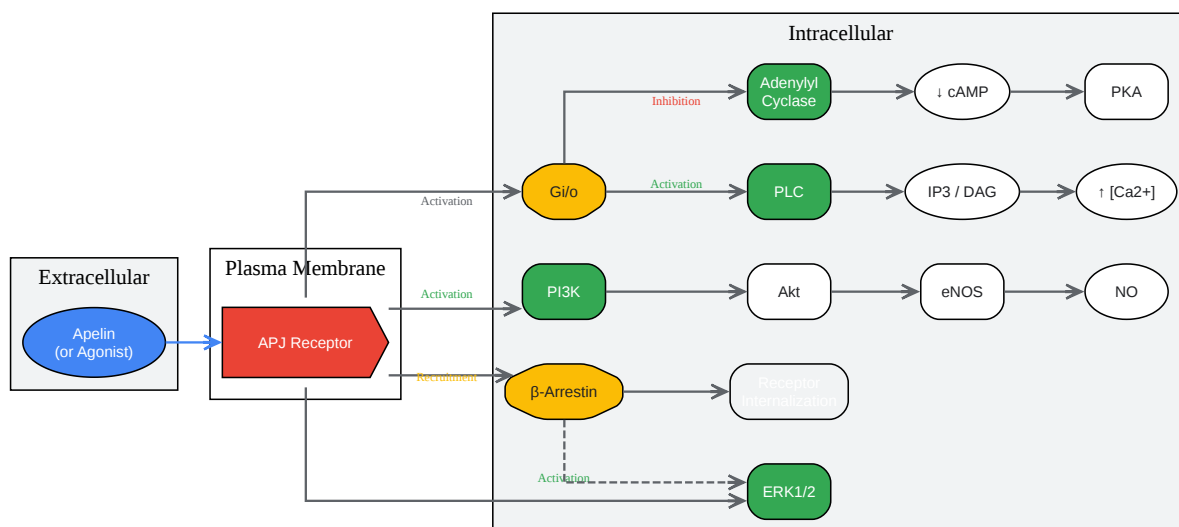 Intracellular
Adenylyl
Cyclase
↓ cAMP
PKA
Inhibition
Gi/o
Activation
PLC
IP3 / DAG
↑ [Ca2+]
Activation
Extracellular
Plasma Membrane
Apelin
(or Agonist)
APJ Receptor
Activation
PI3K
Akt
eNOS
NO
Recruitment
β-Arrestin
Receptor
Internalization
Activation
ERK1/2